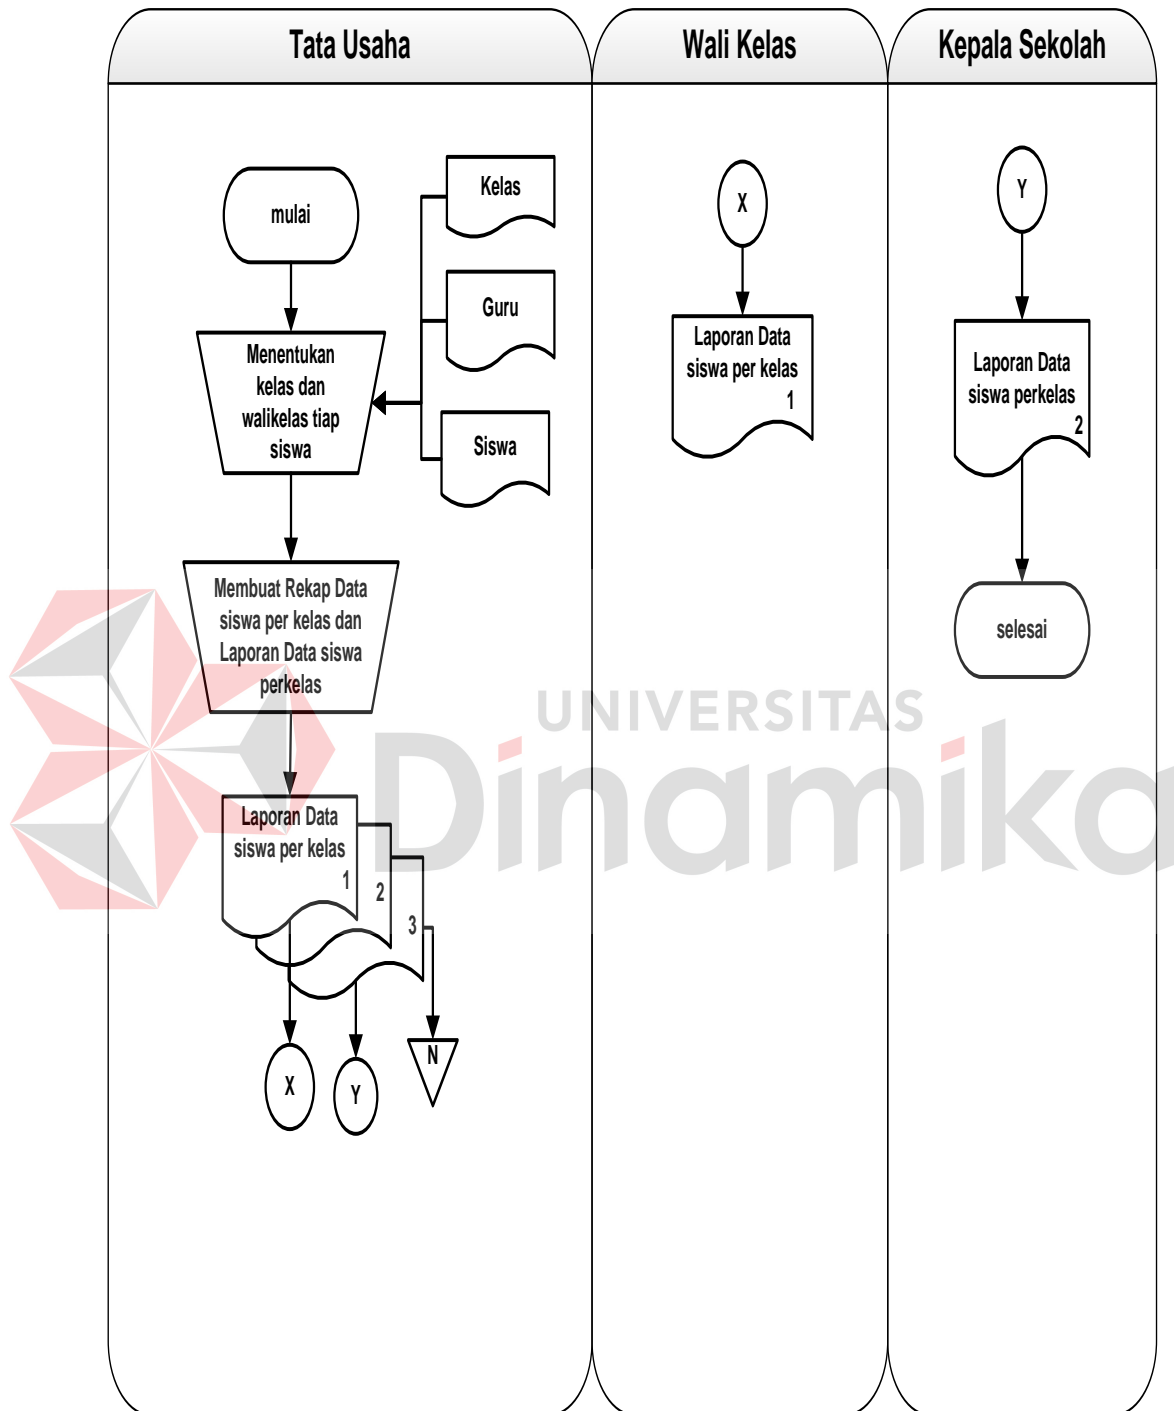 Tata Usaha
Wali Kelas
Kepala Sekolah
mulai
Kelas
Guru
Siswa
Menentukan
kelas dan
walikelas tiap
siswa
Membuat Rekap Data
siswa per kelas dan
Laporan Data siswa
perkelas
Laporan Data
siswa per kelas
1
2
3
X
Y
N
X
Laporan Data
siswa per kelas
1
Y
Laporan Data
siswa perkelas
2
selesai
UNIVERSITAS
Dinamika